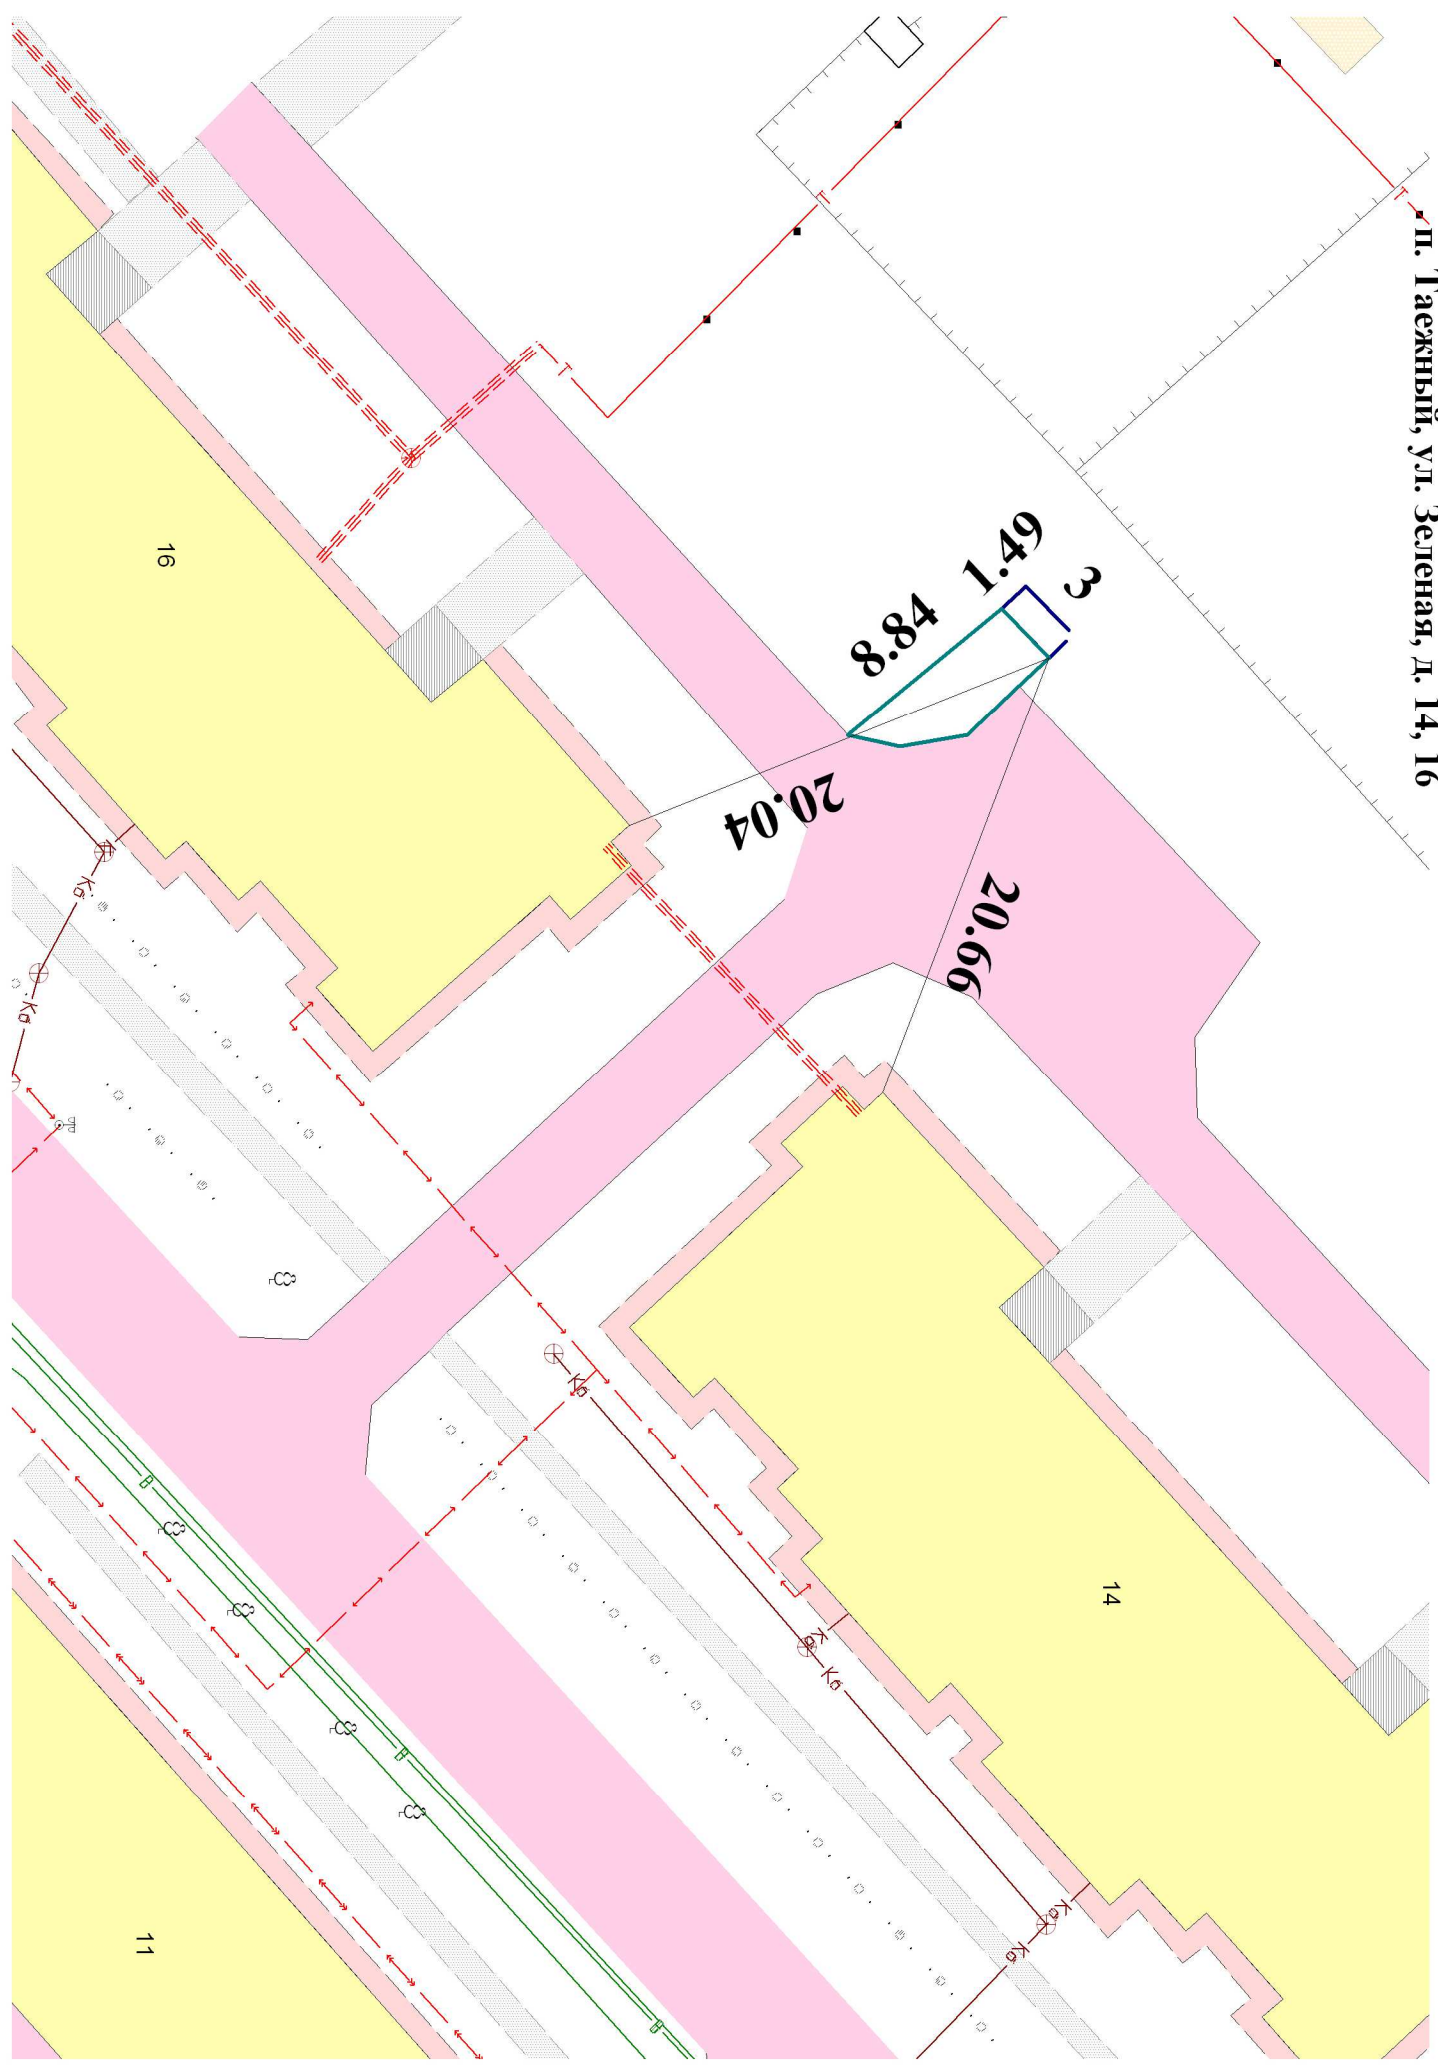 п. Таежный, ул. Зеленая, д. 14, 16
Т
Т
Т
3
1.49
8.84
16
20.04
20.66
К
Кб
Кб
Кб
14
Кб
Кб
В
В
Кб
Кб
11
В